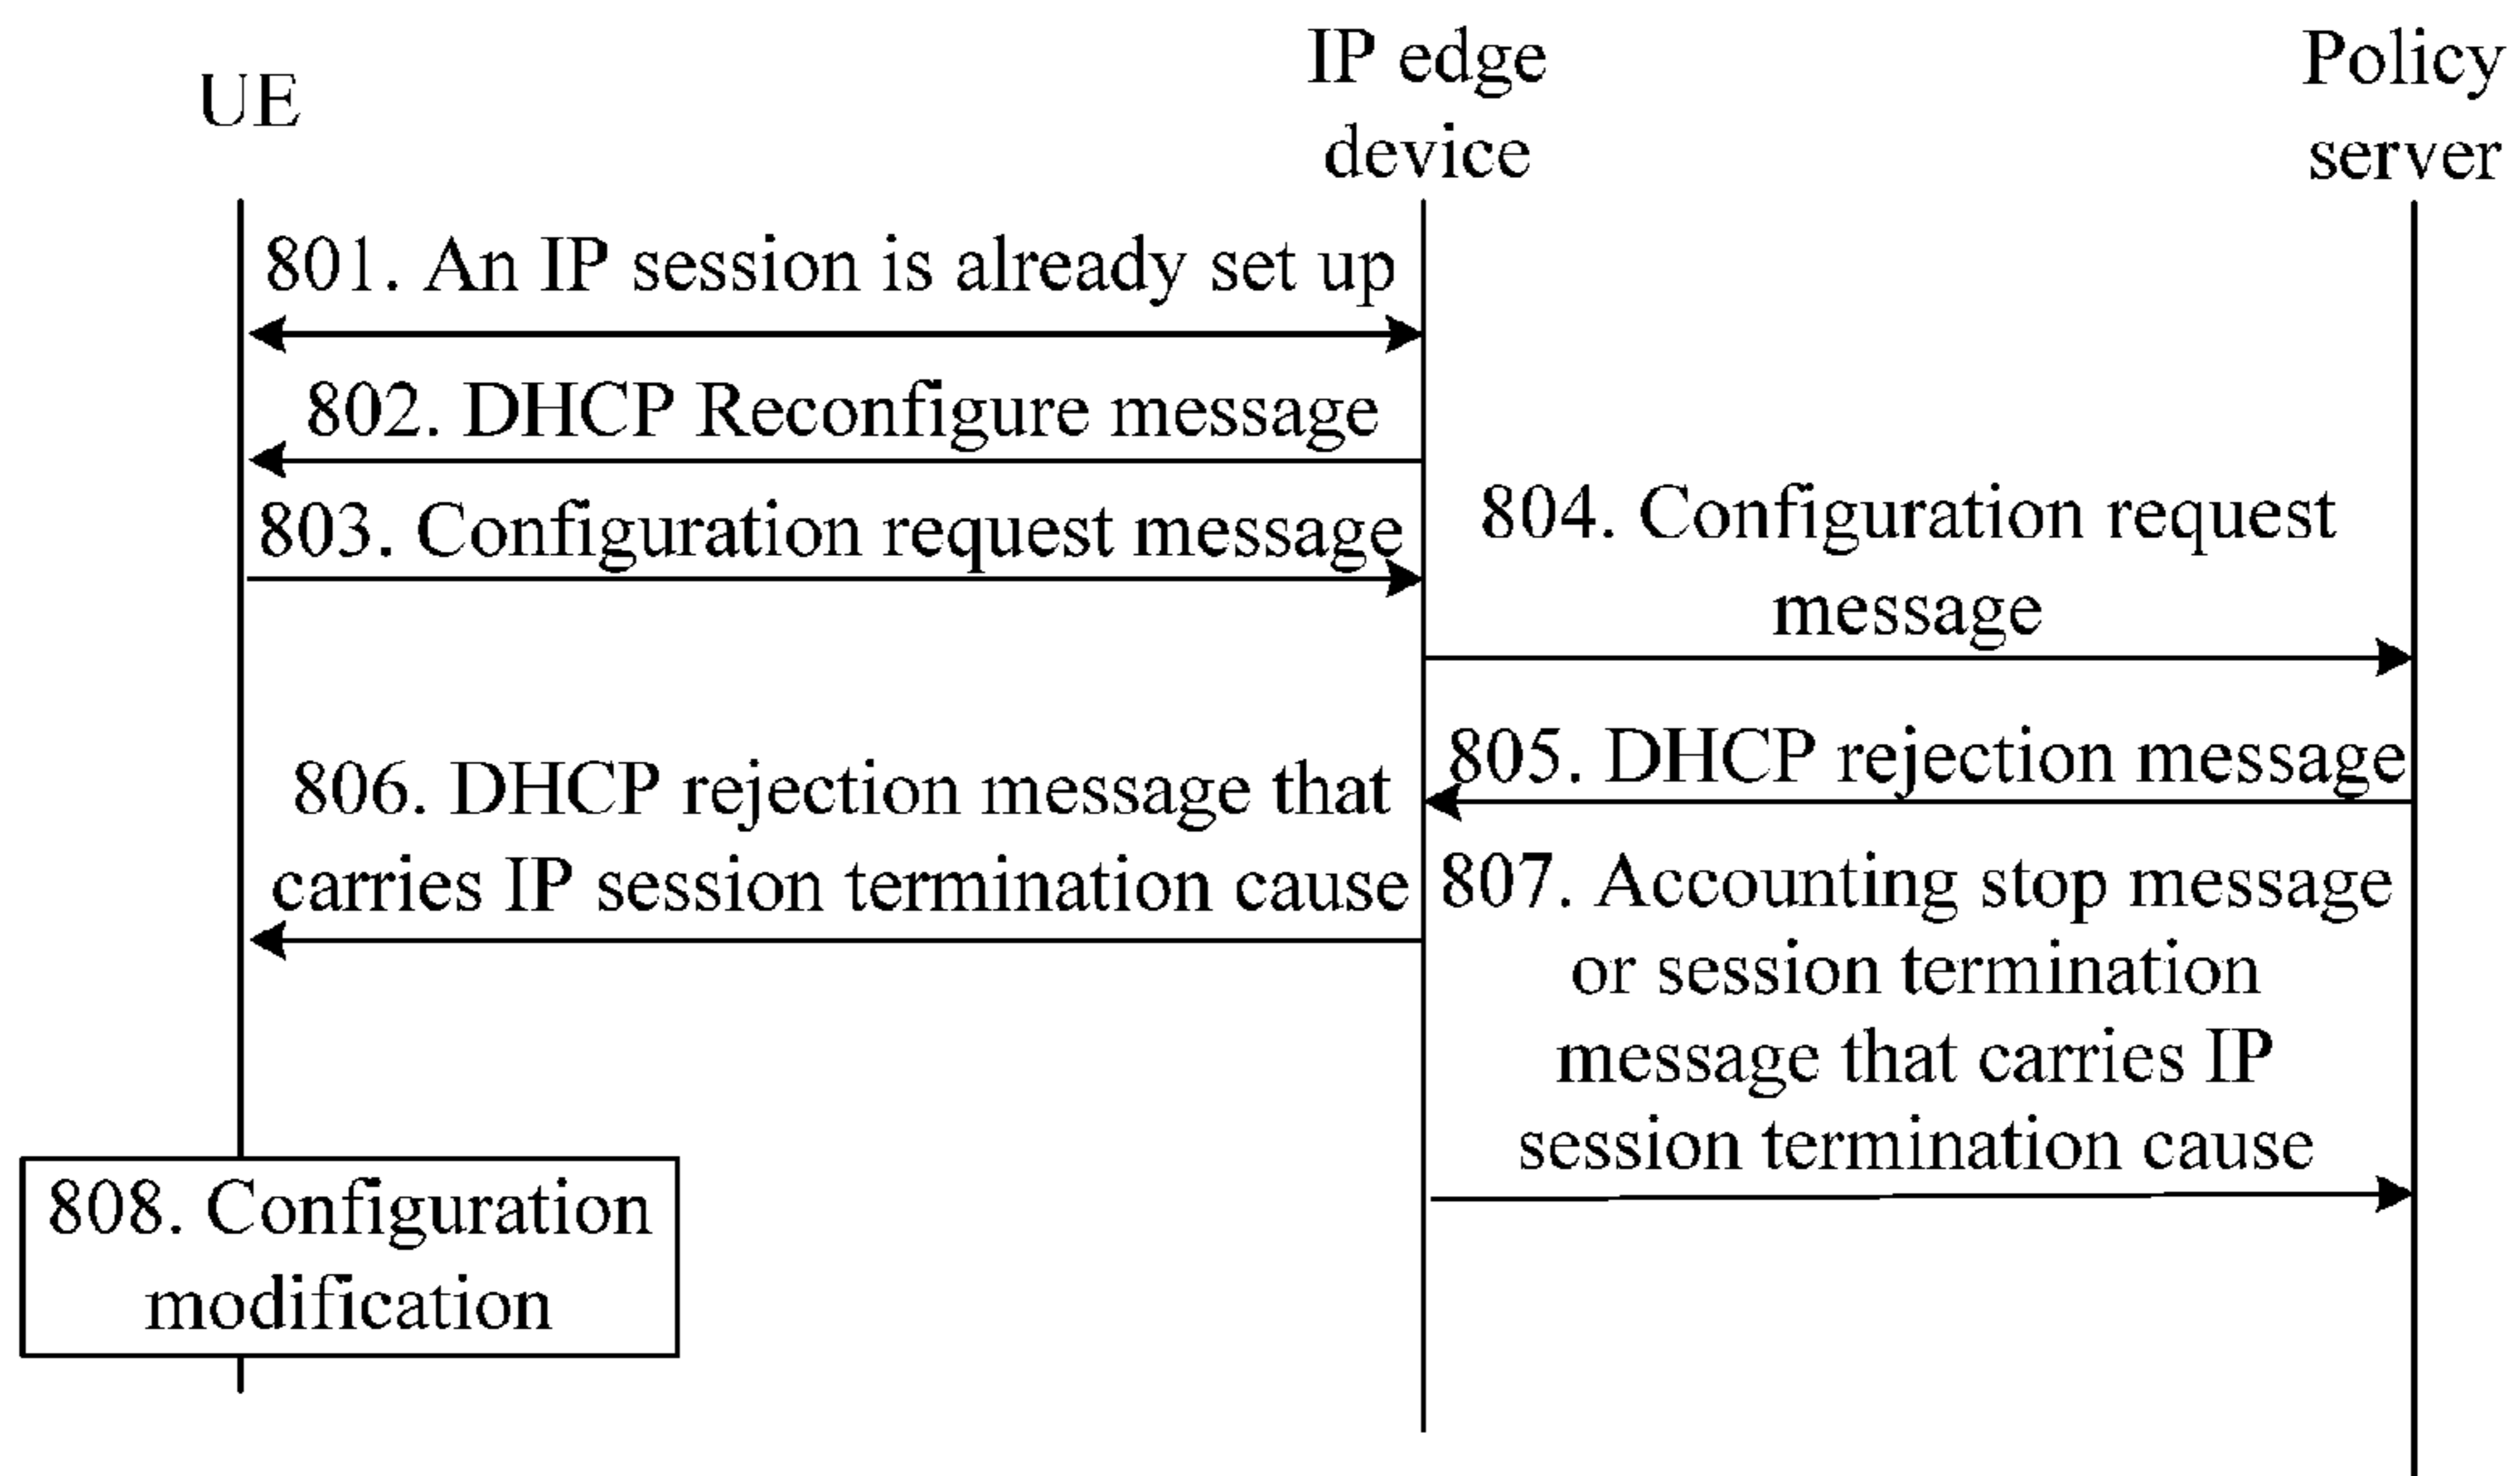 UE
IP edge
device
Policy
server
801. An IP session is already set up
802. DHCP Reconfigure message
803. Configuration request message
804. Configuration request
message
805. DHCP rejection message
806. DHCP rejection message that
carries IP session termination cause
807. Accounting stop message
or session termination
message that carries IP
session termination cause
808. Configuration
modification